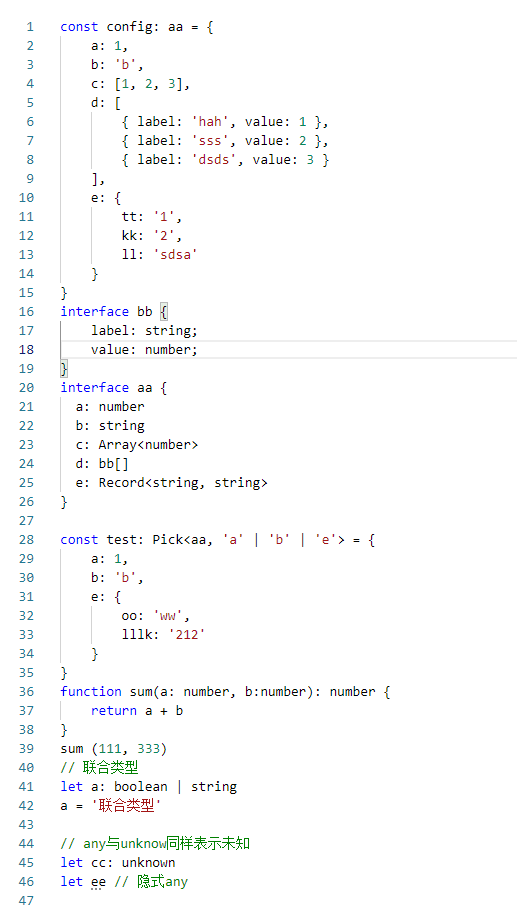 1 const config: aa = {
2 a: 1,
3 b: 'b',
4 c: [1, 2, 3],
5 d: [
6 { label: 'hah', value: 1 },
7 { label: 'sss', value: 2 },
8 { label: 'dsds', value: 3 }
9 ],
10 e: {
11 tt: '1',
12 kk: '2',
13 ll: 'sdsa'
14 }
15 }
16 interface bb {
17 label: string;
18 value: number;
19 }
20 interface aa {
21 a: number
22 b: string
23 c: Array<number>
24 d: bb[]
25 e: Record<string, string>
26 }
27
28 const test: Pick<aa, 'a' | 'b' | 'e'> = {
29 a: 1,
30 b: 'b',
31 e: {
32 oo: 'ww',
33 lllk: '212'
34 }
35 }
36 function sum(a: number, b:number): number {
37 return a + b
38 }
39 sum (111, 333)
40 // 联合类型
41 let a: boolean | string
42 a = '联合类型'
43
44 // any与unknow同样表示未知
45 let cc: unknown
46 let ee // 隐式any
47